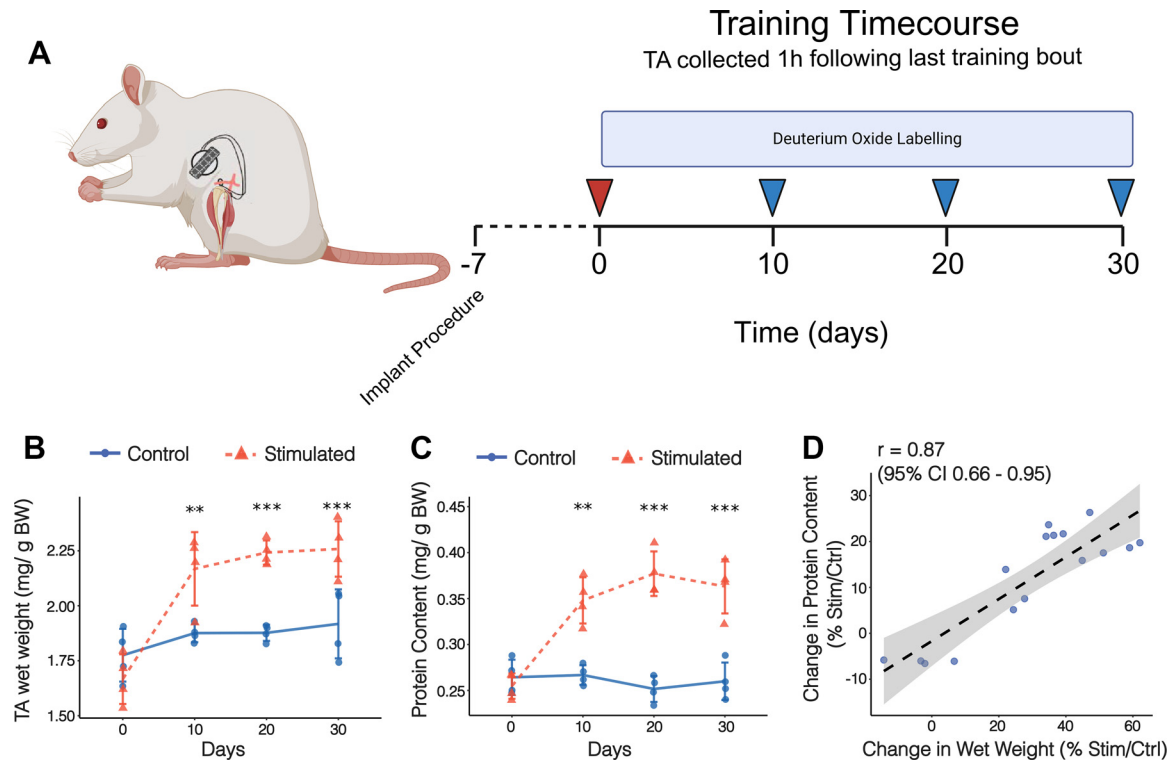 A
Training Timecourse
TA collected 1h following last training bout
Deuterium Oxide Labelling
-7
0
10
20
30
Implant Procedure
Time (days)
B
Control
Stimulated
TA wet weight (mg/ g BW)
2.25
2.00
1.75
1.50
**
***
***
0
10
20
30
Days
C
Control
Stimulated
Protein Content (mg/ g BW)
0.45
0.40
0.35
0.30
0.25
**
***
***
0
10
20
30
Days
D
r = 0.87
(95% CI 0.66 - 0.95)
Change in Protein Content
(% Stim/Ctrl)
30
20
10
0
-10
0
20
40
60
Change in Wet Weight (% Stim/Ctrl)